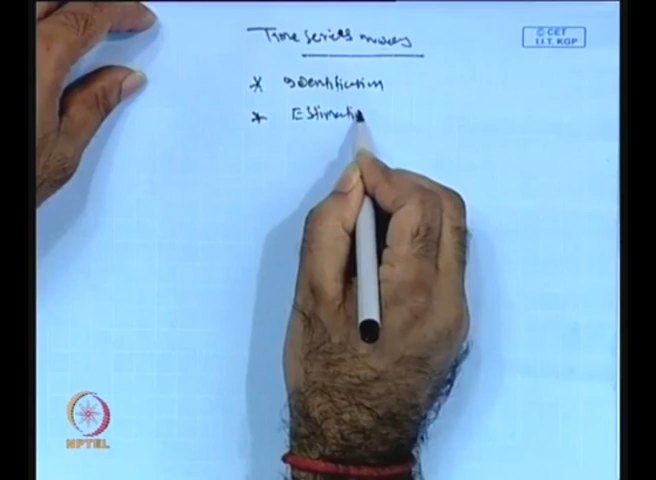 Time series models
© CET
I.I.T. KGP
* Identification
* Estimati
NPTEL